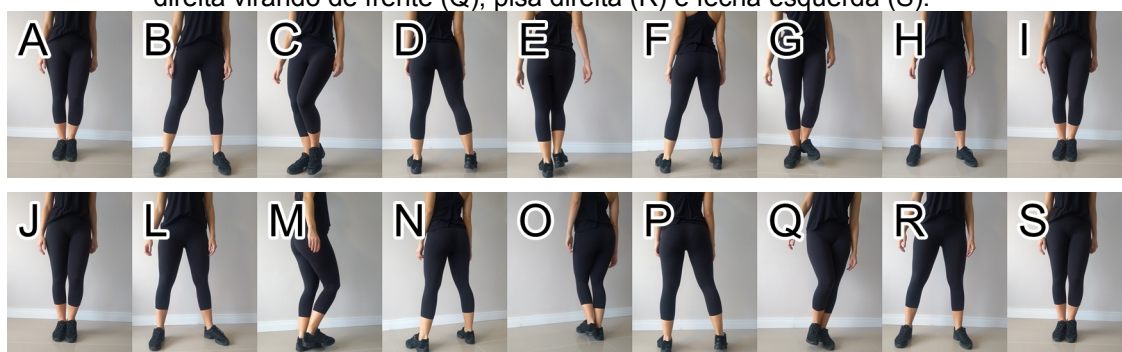 direita virando de frente (Q), pisa direita (R) e fecha esquerda (S).
A B C D E F G H I
J L M N O P Q R S